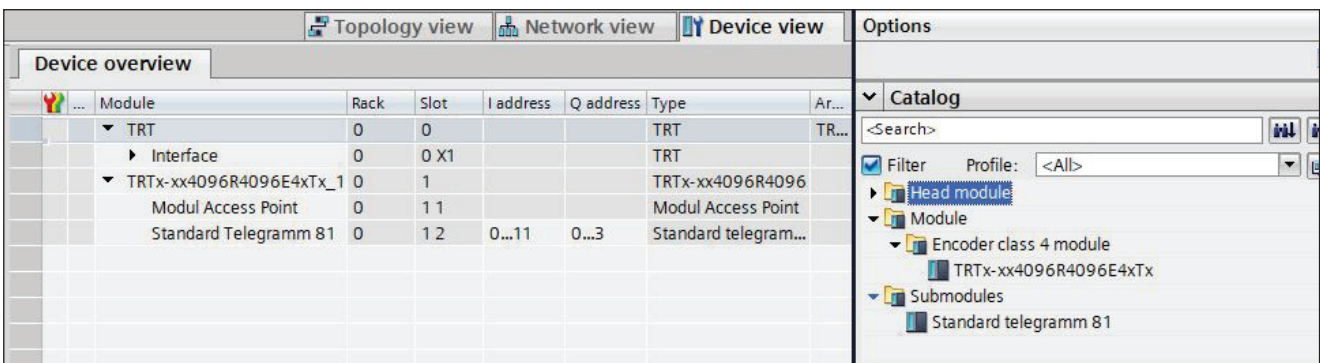 Topology view Network view Device view Options
Device overview
... Module Rack Slot I address Q address Type Ar... Catalog
TRT 0 0 TRT TR... <Search>
Interface 0 0 X1 TRT Filter Profile: <All>
TRTx-xx4096R4096E4xTx_1 0 1 TRTx-xx4096R4096 Head module
Modul Access Point 0 1 1 Modul Access Point Module
Standard Telegramm 81 0 1 2 0...11 0...3 Standard telegram... Encoder class 4 module
TRTx-xx4096R4096E4xTx
Submodules
Standard telegramm 81